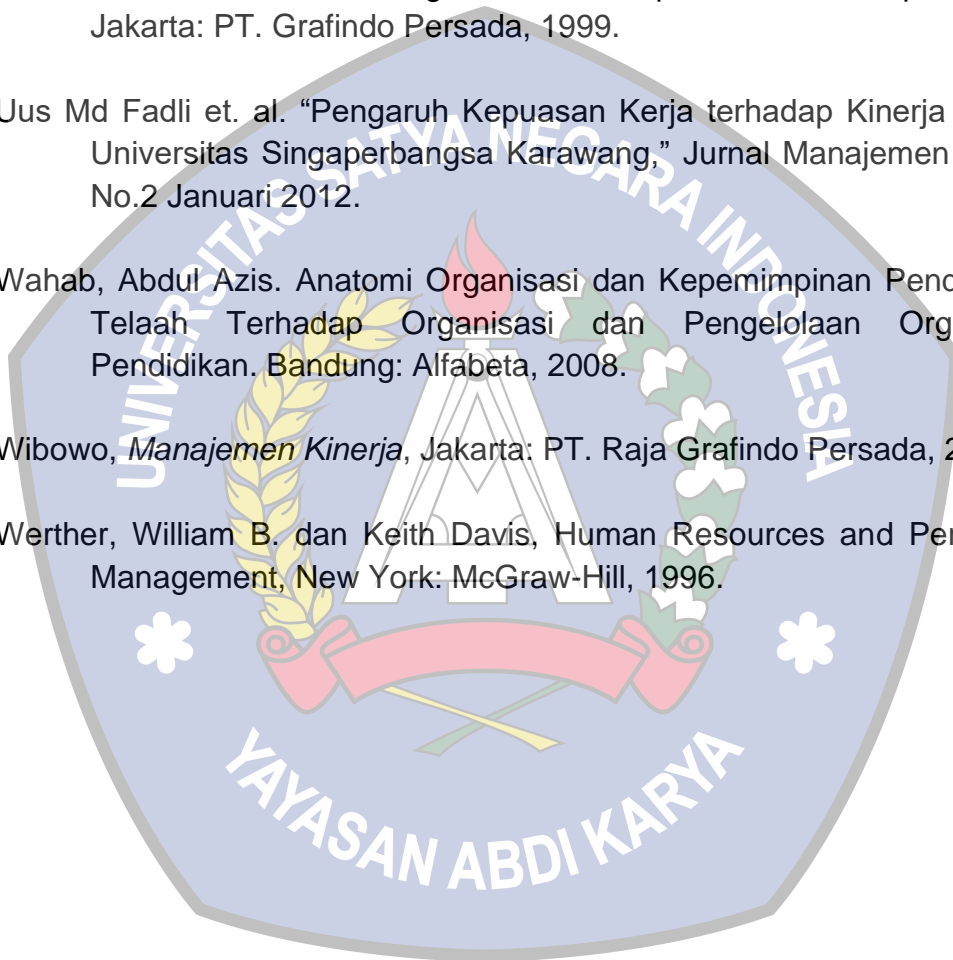 Jakarta: PT. Grafindo Persada, 1999.
Uus Md Fadli et. al. “Pengaruh Kepuasan Kerja terhadap Kinerja
Universitas Singaperbangsa Karawang,” Jurnal Manajemen
No.2 Januari 2012.
Wahab, Abdul Azis. Anatomi Organisasi dan Kepemimpinan Pend
Telaah Terhadap Organisasi dan Pengelolaan Org
Pendidikan. Bandung: Alfabeta, 2008.
Wibowo, Manajemen Kinerja, Jakarta: PT. Raja Grafindo Persada, 2
Werther, William B. dan Keith Davis, Human Resources and Per
Management, New York: McGraw-Hill, 1996.
UNIVERSITAS SATYA NEGARA INDONESIA
YAYASAN ABDI KARYA